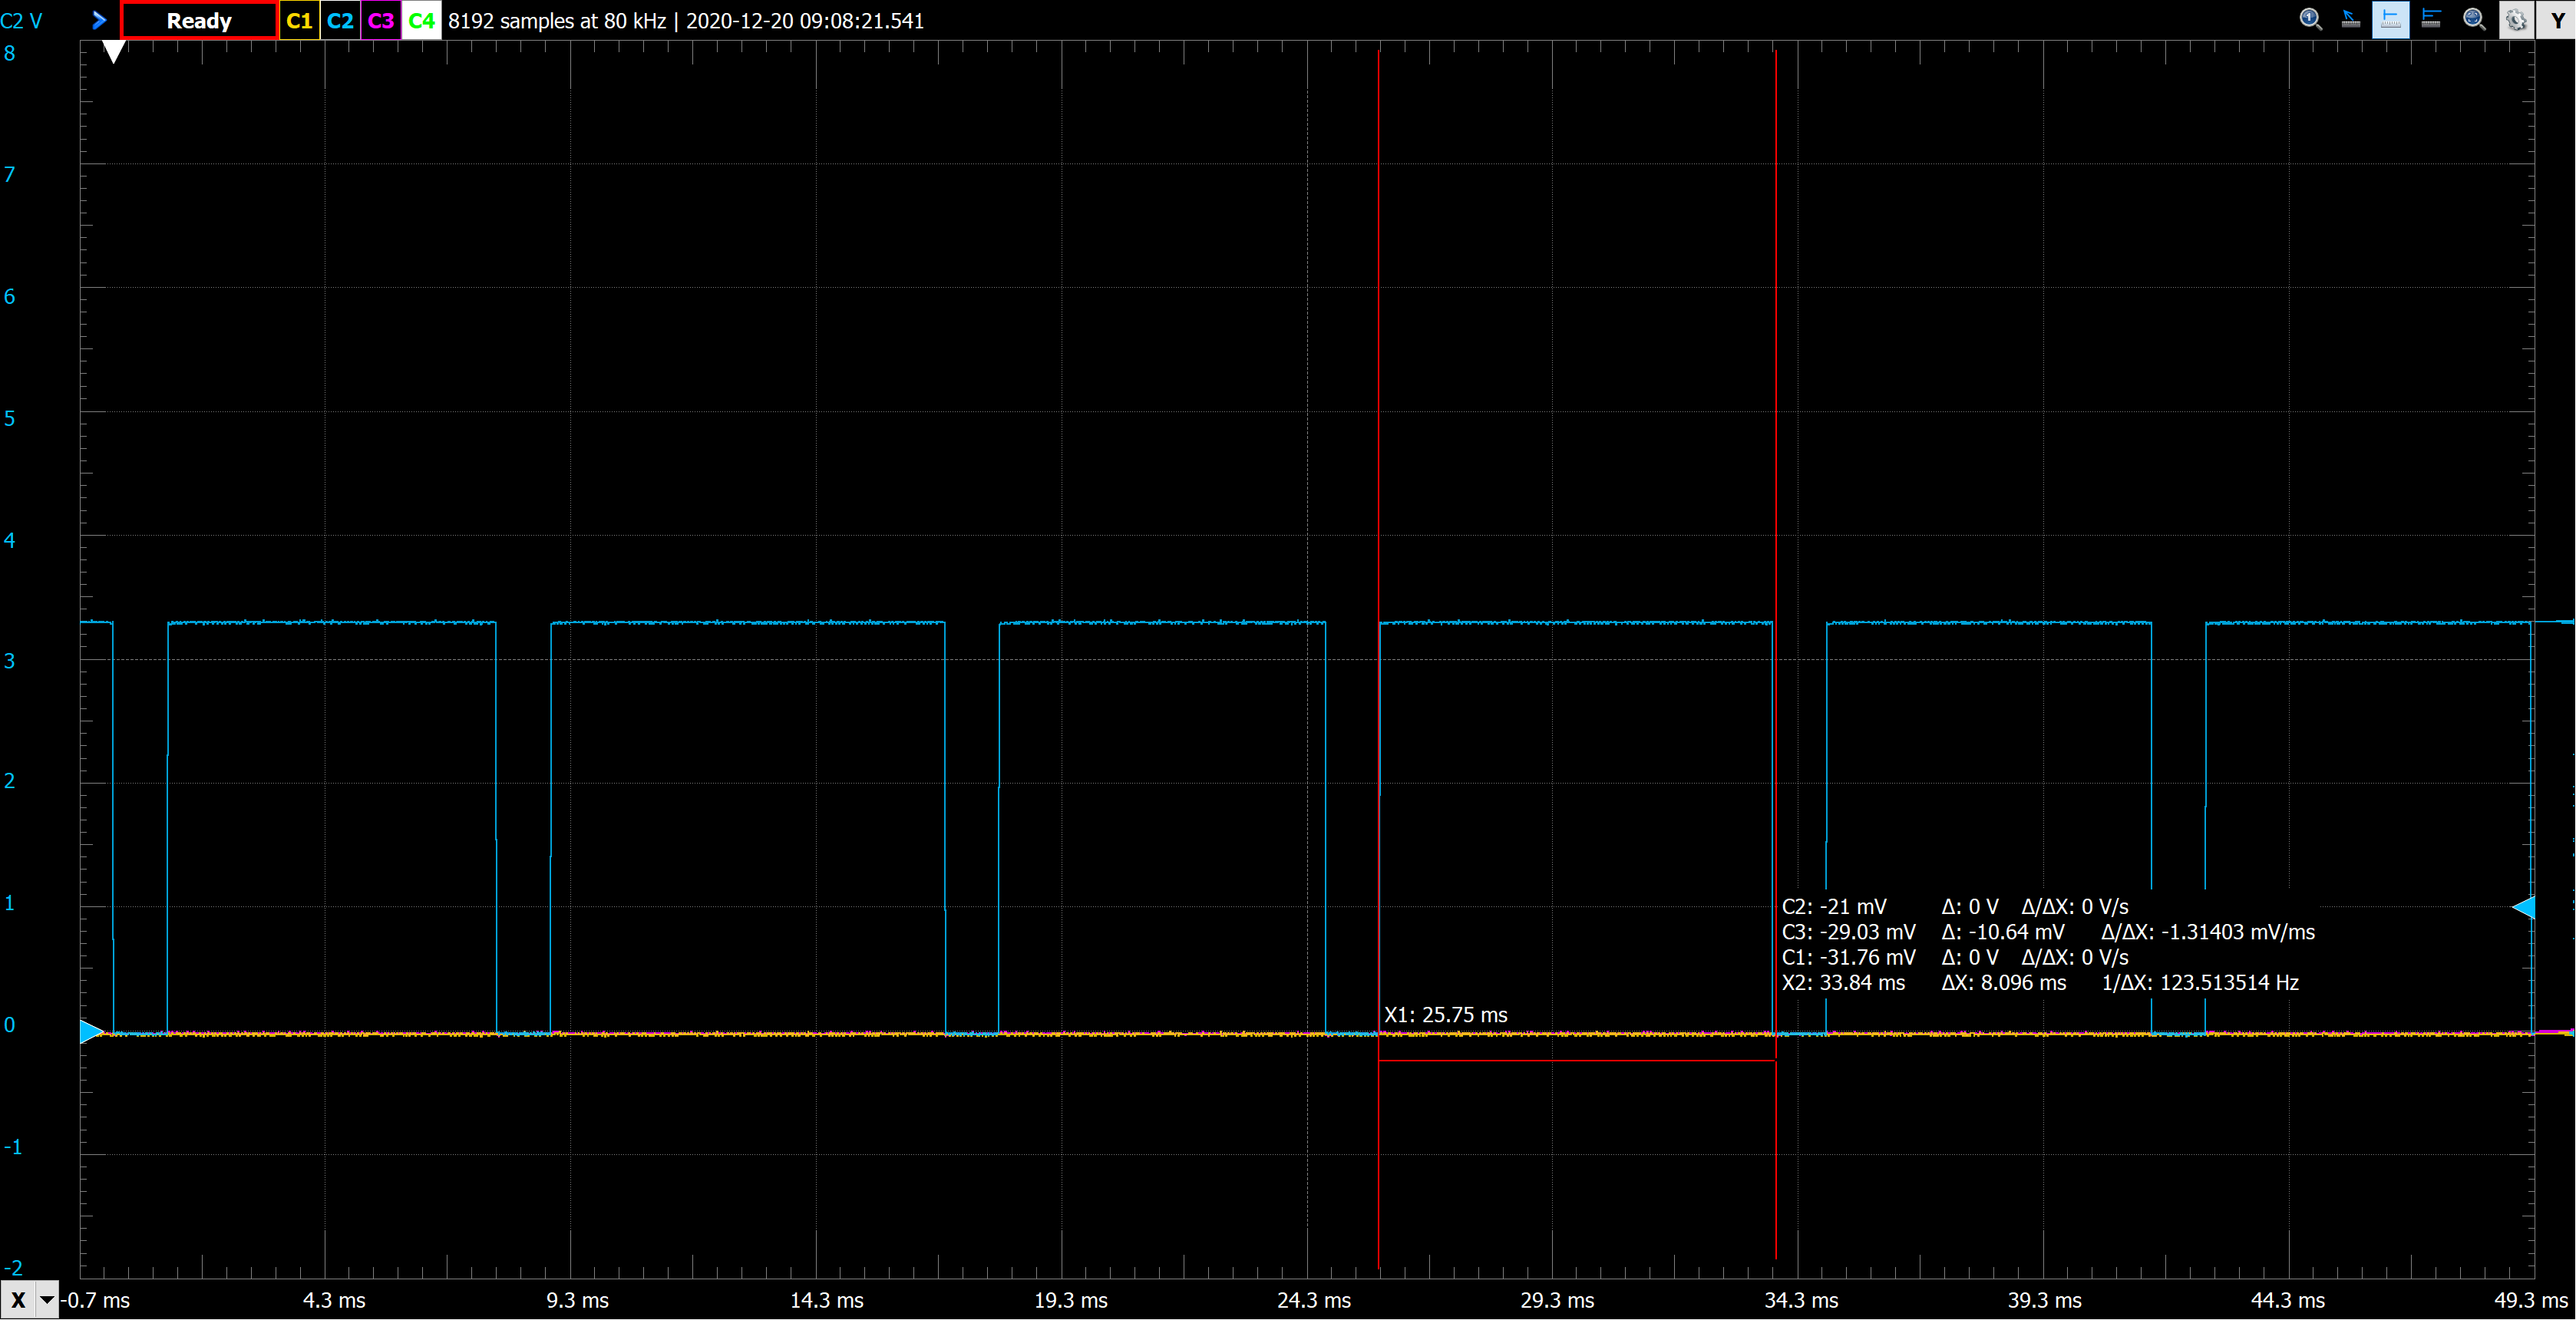 C2 V Ready C1 C2 C3 C4 8192 samples at 80 kHz | 2020-12-20 09:08:21.541 Y
8
7
6
5
4
3
2
1
C2: -21 mV Δ: 0 V Δ/ΔX: 0 V/s
C3: -29.03 mV Δ: -10.64 mV Δ/ΔX: -1.31403 mV/ms
C1: -31.76 mV Δ: 0 V Δ/ΔX: 0 V/s
X2: 33.84 ms ΔX: 8.096 ms 1/ΔX: 123.513514 Hz
X1: 25.75 ms
0
-1
-2
X -0.7 ms 4.3 ms 9.3 ms 14.3 ms 19.3 ms 24.3 ms 29.3 ms 34.3 ms 39.3 ms 44.3 ms 49.3 ms